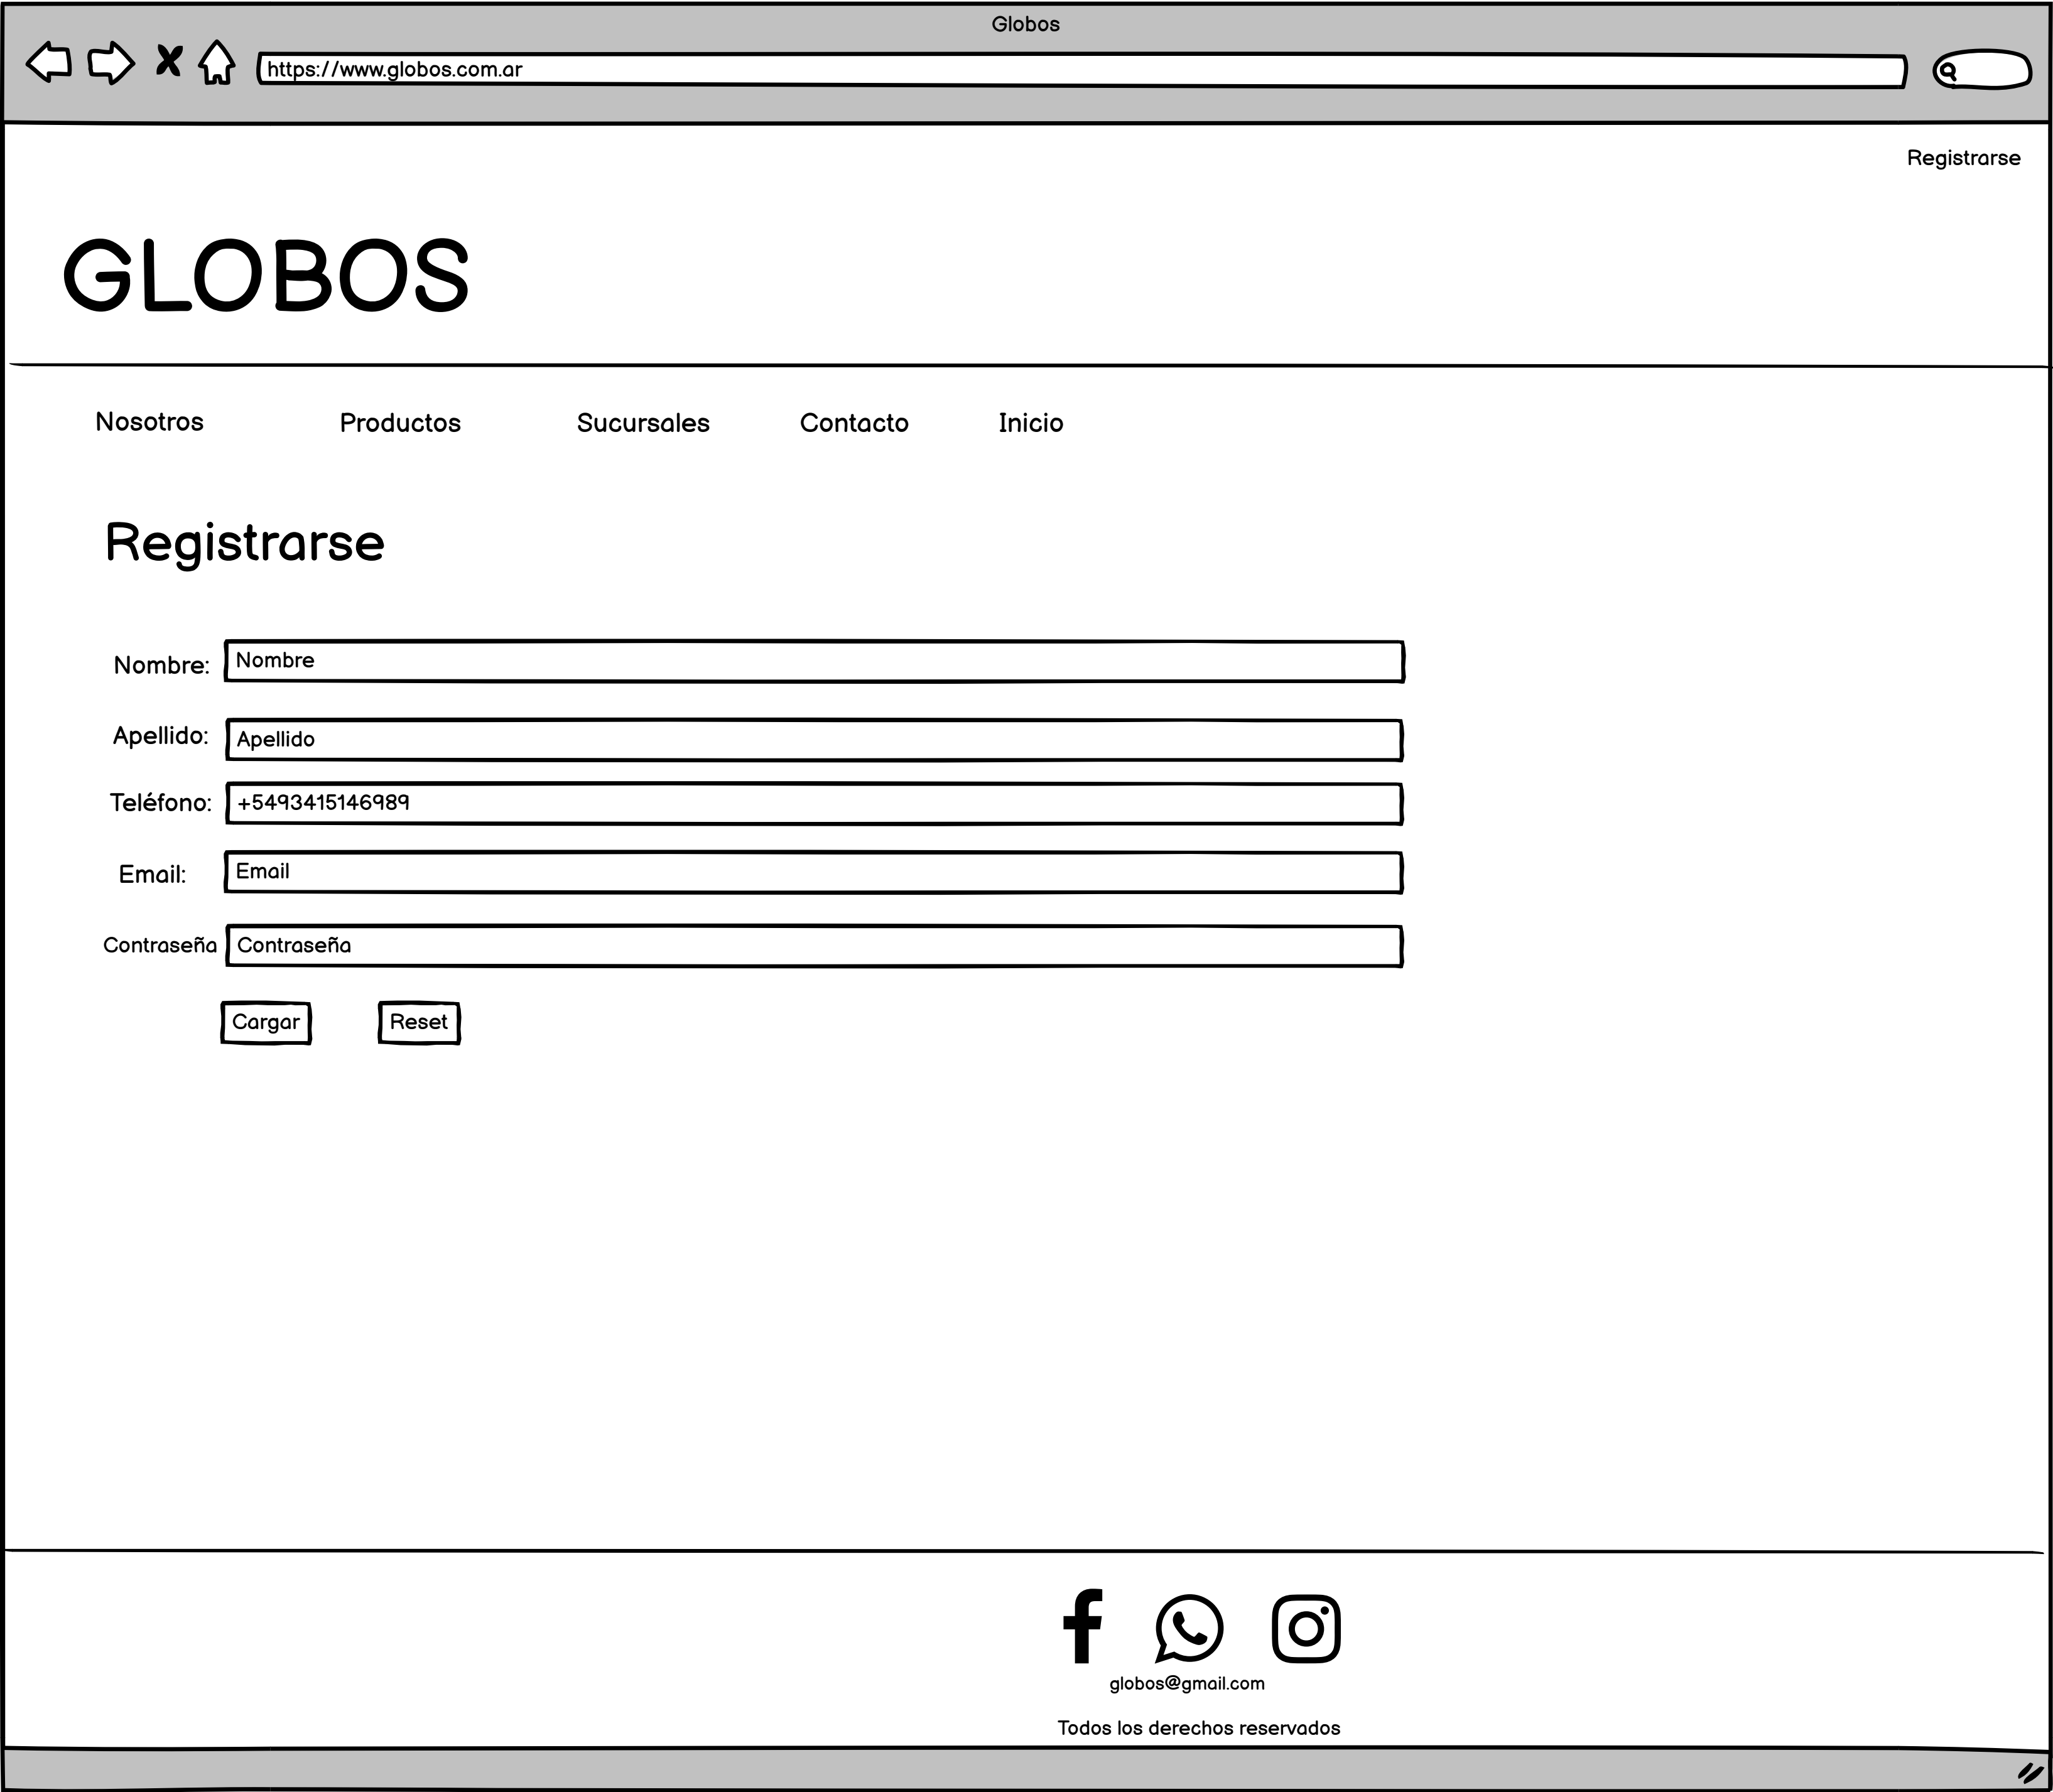 Globos
https://www.globos.com.ar
Registrarse
GLOBOS
Nosotros Productos Sucursales Contacto Inicio
Registrarse
Nombre: Nombre
Apellido: Apellido
Teléfono: +5493415146989
Email: Email
Contraseña Contraseña
Cargar Reset
globos@gmail.com
Todos los derechos reservados